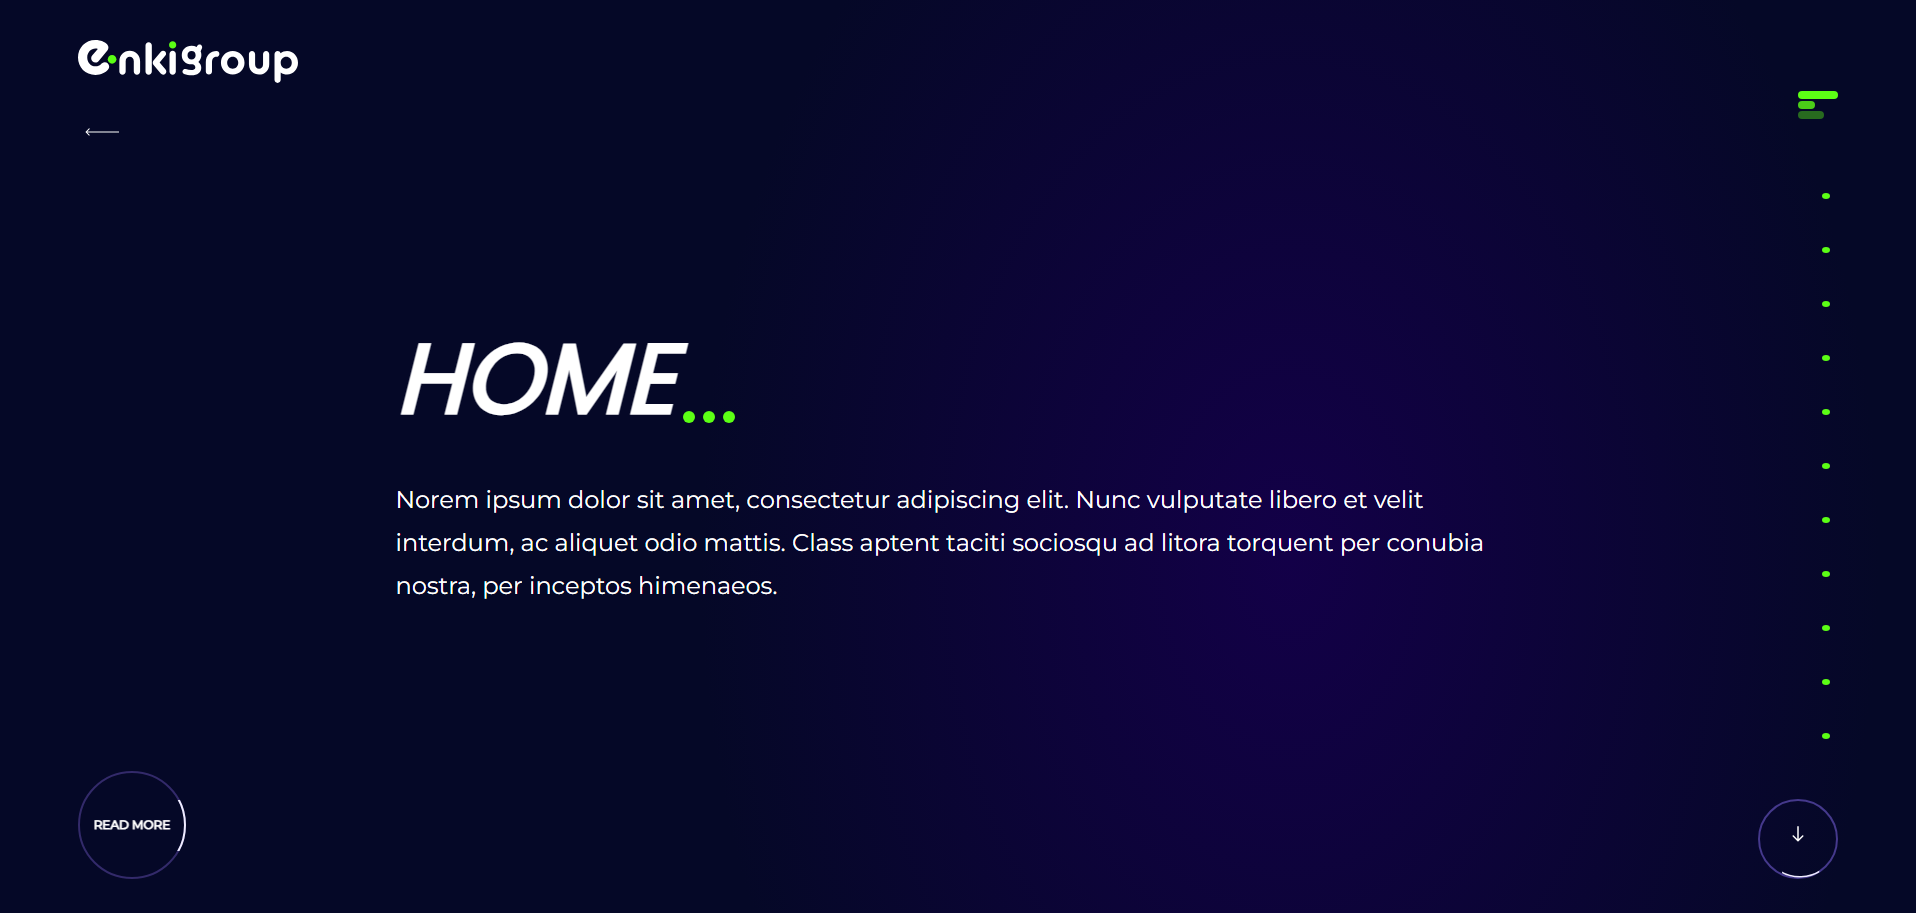 enkigroup
HOME...
Norem ipsum dolor sit amet, consectetur adipiscing elit. Nunc vulputate libero et velit
interdum, ac aliquet odio mattis. Class aptent taciti sociosqu ad litora torquent per conubia
nostra, per inceptos himenaeos.
READ MORE